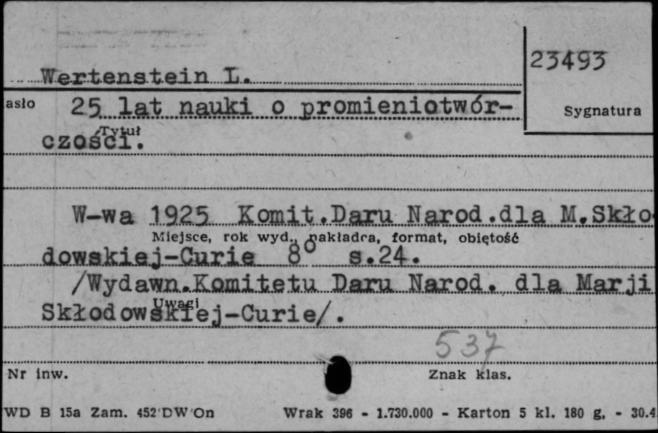 Wertenstein L.
23493
asło
25 lat nauki o promieniotwór-
Sygnatura
Tytuł
czości.
W-wa 1925 Komit.Daru Narod.dla M.Skło
Miejsce, rok wyd., nakładra, format, obiętość
dowskiej-Curie 8° s.24.
/Wydawn.Komitetu Daru Narod. dla Marji
Uwagi
Skłodowskiej-Curie/.
537
Nr inw.
Znak klas.
WD B 15a Zam. 452 DW On Wrak 396 - 1.730.000 - Karton 5 kl. 180 g. - 30.4